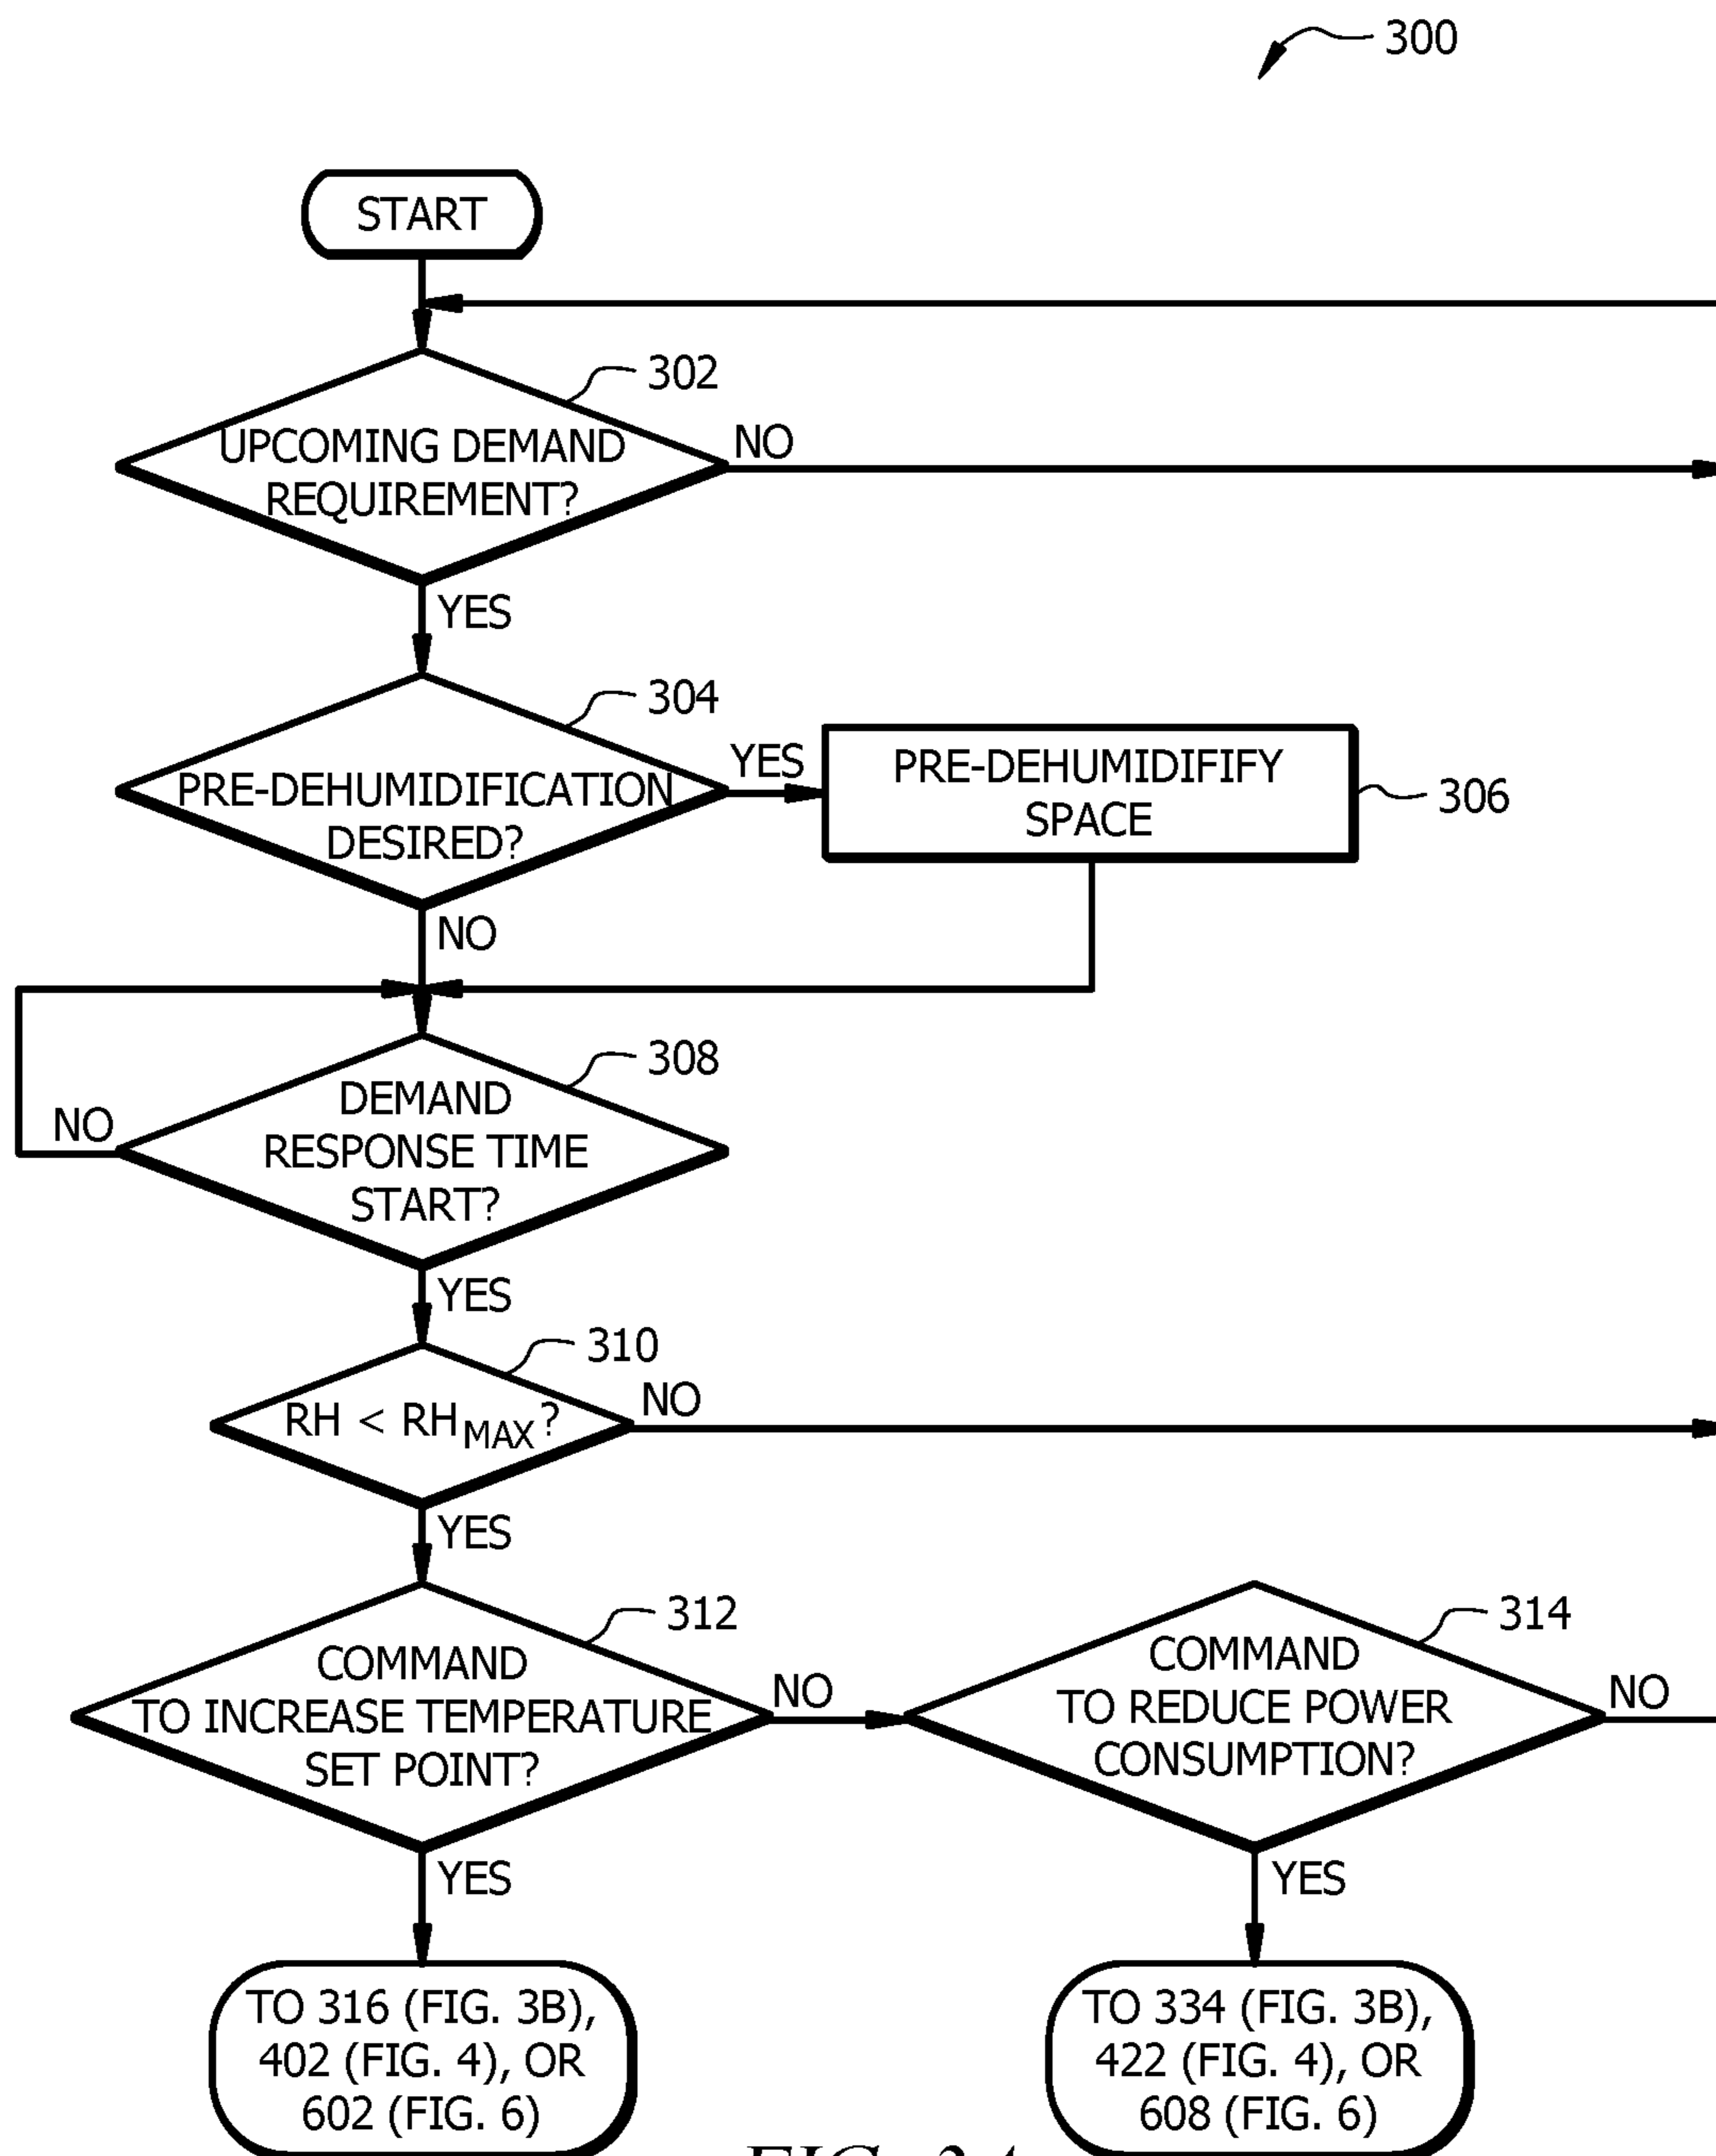 300
START
302
UPCOMING DEMAND
REQUIREMENT?
NO
YES
304
PRE-DEHUMIDIFICATION
DESIRED?
YES
PRE-DEHUMIDIFIFY
SPACE
306
NO
308
DEMAND
RESPONSE TIME
START?
NO
YES
310
RH < RHMAX?
NO
YES
312
COMMAND
TO INCREASE TEMPERATURE
SET POINT?
NO
314
COMMAND
TO REDUCE POWER
CONSUMPTION?
NO
YES
YES
TO 316 (FIG. 3B),
402 (FIG. 4), OR
602 (FIG. 6)
TO 334 (FIG. 3B),
422 (FIG. 4), OR
608 (FIG. 6)